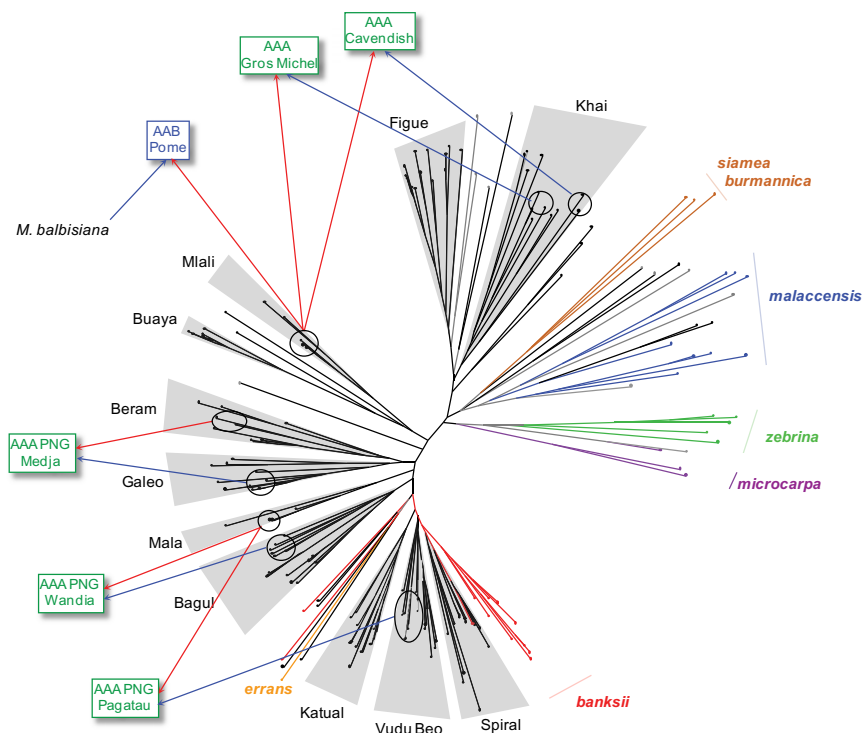 AAA
Cavendish
AAA
Gros Michel
Figue
Khai
AAB
Pome
siamea
burmannica
M. balbisiana
Mlali
malaccensis
Buaya
Beram
AAA PNG
Medja
zebrina
Galeo
microcarpa
Mala
AAA PNG
Wandia
Bagul
errans
AAA PNG
Pagatau
banksii
Katual
Vudu Beo
Spiral